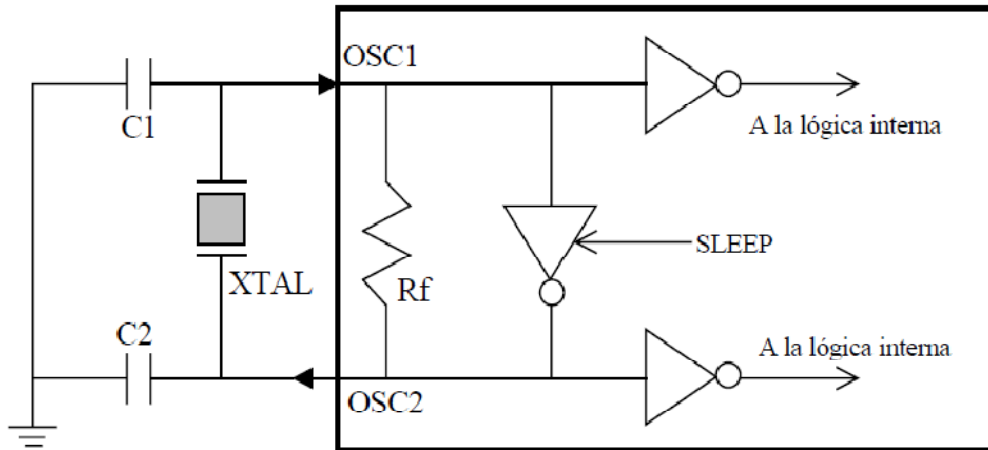 OSC1
C1
A la lógica interna
SLEEP
XTAL
Rf
C2
A la lógica interna
OSC2